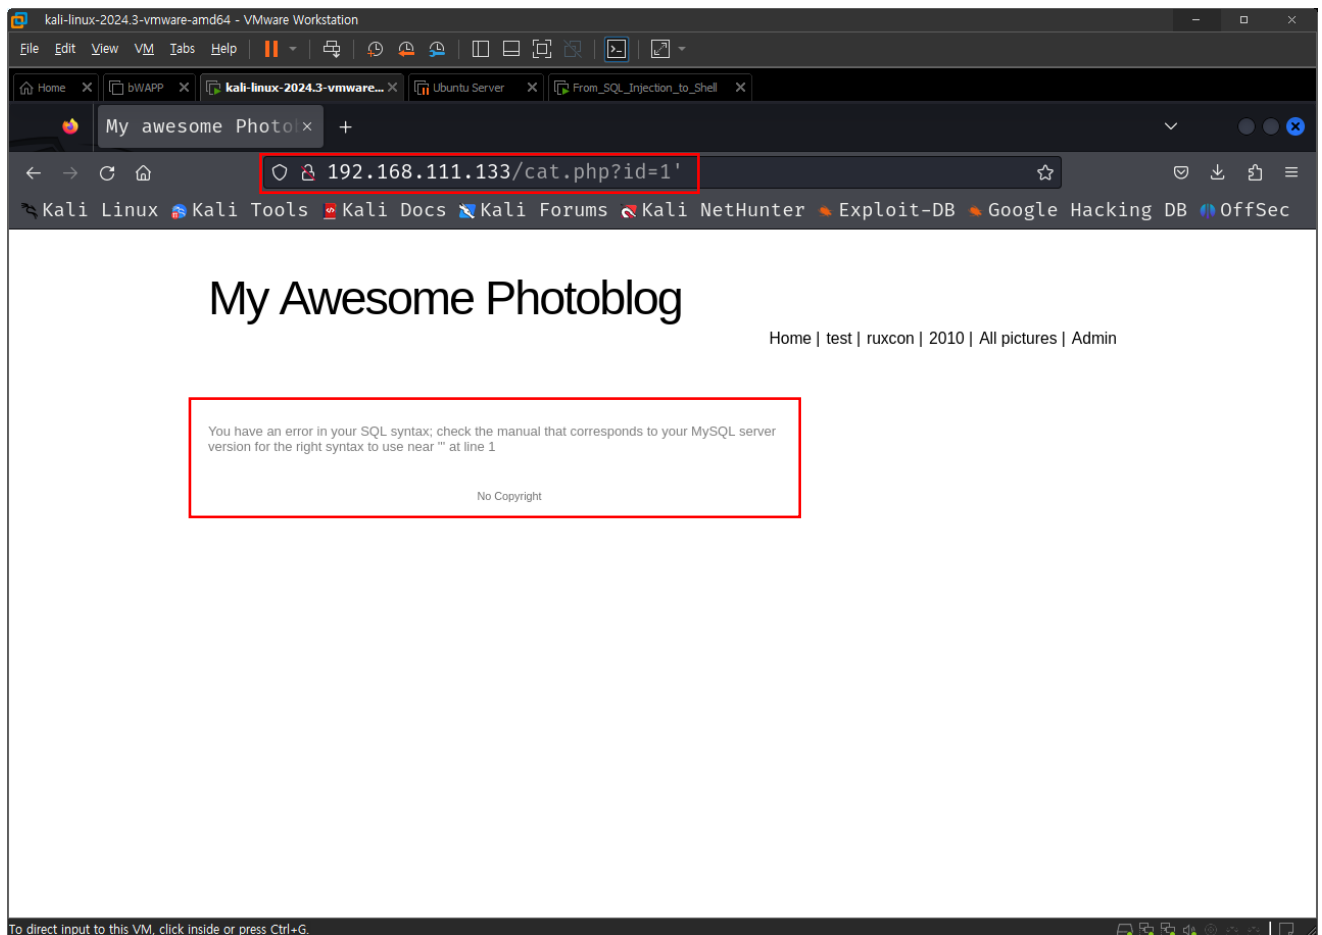 kali-linux-2024.3-vmware-amd64 - VMware Workstation
File Edit View VM Tabs Help
Home bWAPP kali-linux-2024.3-vmware... Ubuntu Server From_SQL_Injection_to_Shell
My awesome Photo
192.168.111.133/cat.php?id=1'
Kali Linux Kali Tools Kali Docs Kali Forums Kali NetHunter Exploit-DB Google Hacking DB OffSec
My Awesome Photoblog
Home | test | ruxcon | 2010 | All pictures | Admin
You have an error in your SQL syntax; check the manual that corresponds to your MySQL server
version for the right syntax to use near ''' at line 1
No Copyright
To direct input to this VM, click inside or press Ctrl+G.